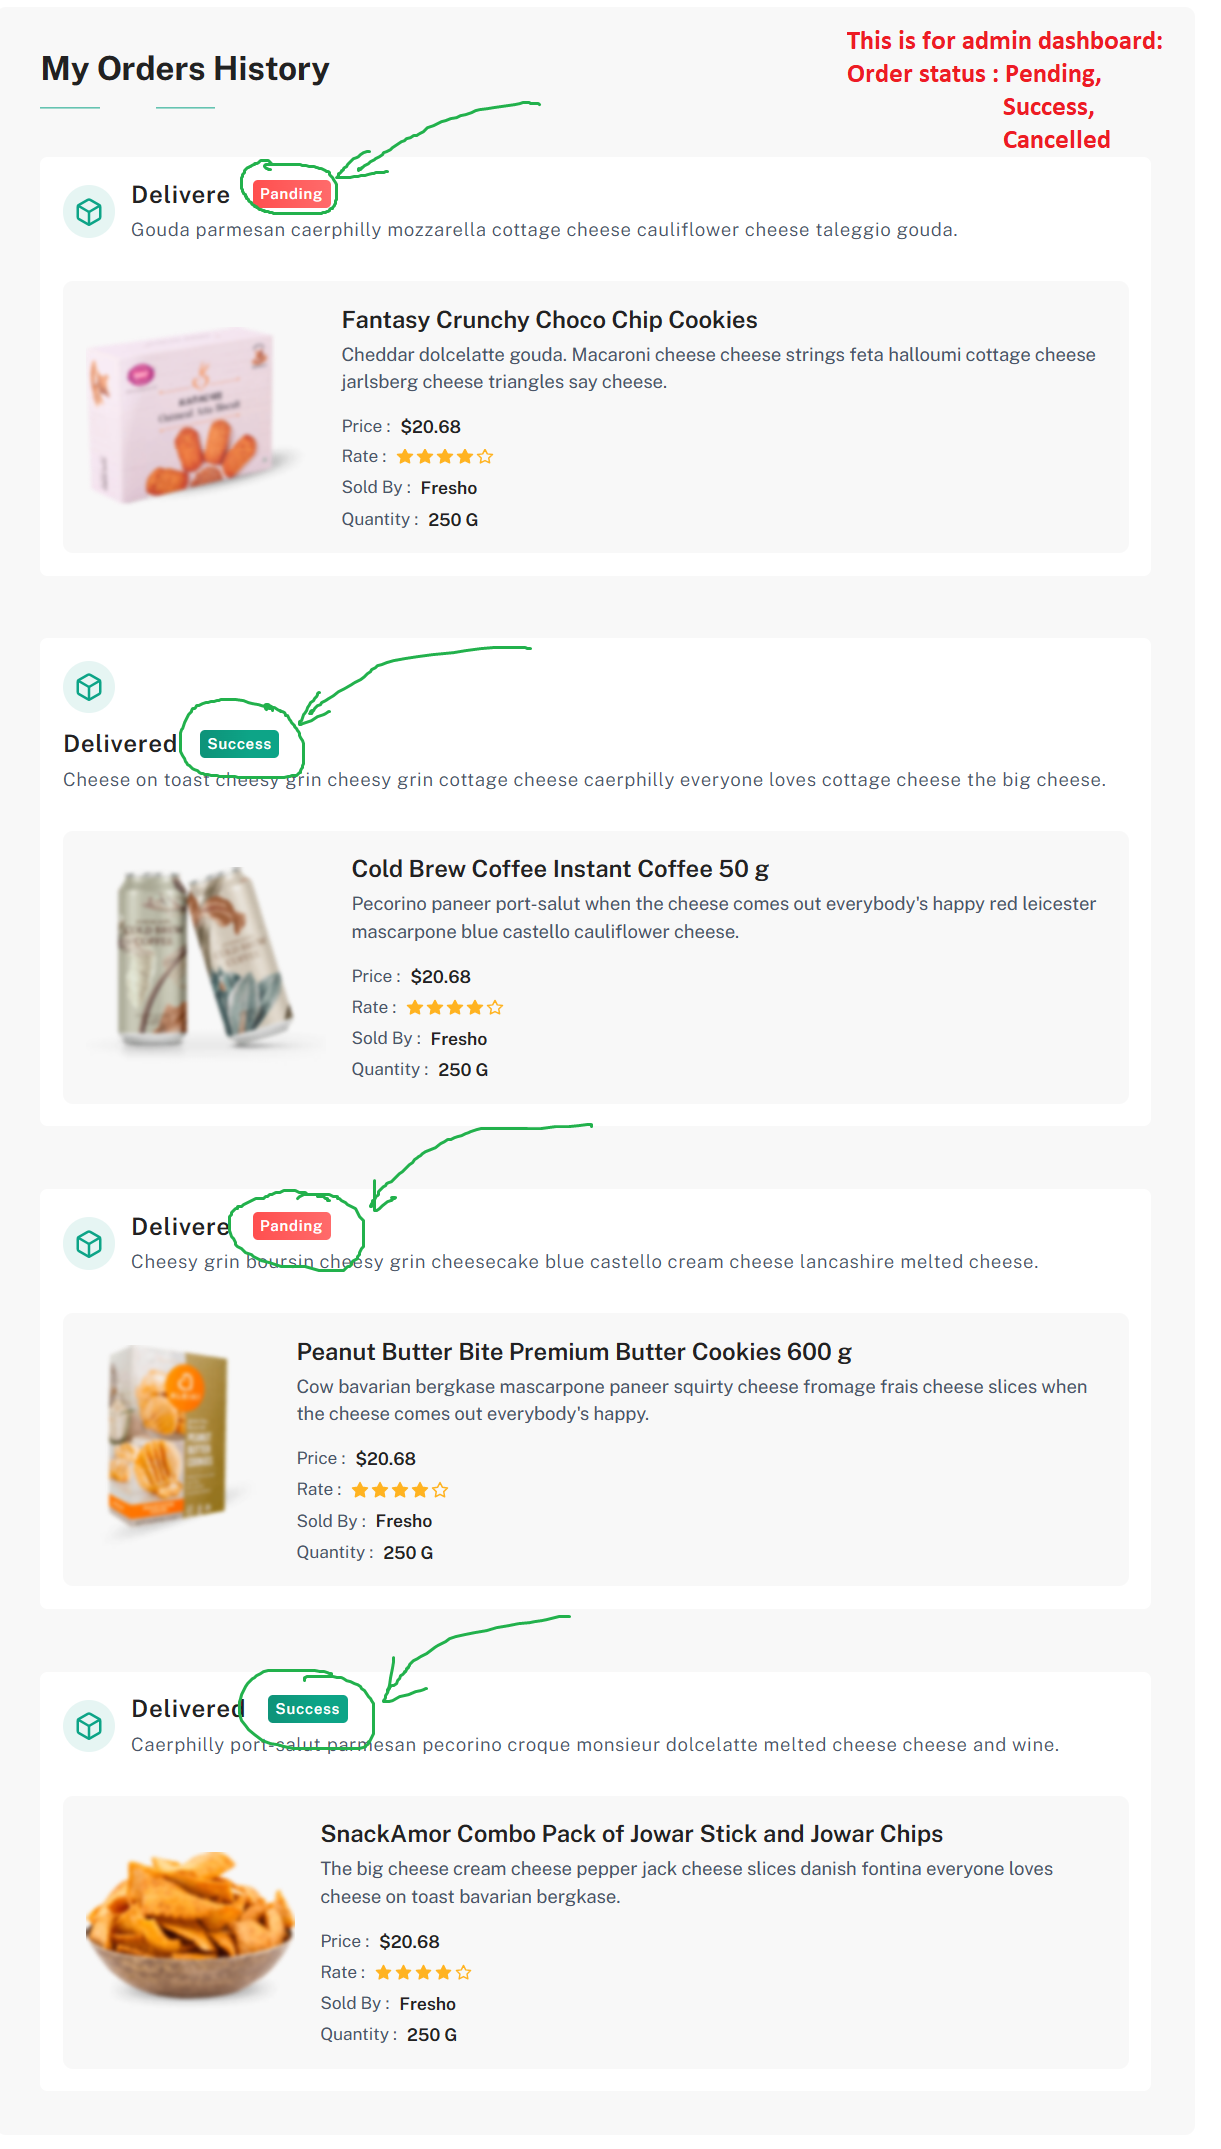 My Orders History
This is for admin dashboard:
Order status : Pending,
Success,
Cancelled
Delivere Panding
Gouda parmesan caerphilly mozzarella cottage cheese cauliflower cheese taleggio gouda.
Fantasy Crunchy Choco Chip Cookies
Cheddar dolcelatte gouda. Macaroni cheese cheese strings feta halloumi cottage cheese
jarlsberg cheese triangles say cheese.
Price : $20.68
Rate :
Sold By : Fresho
Quantity : 250 G
Delivered Success
Cheese on toast cheesy grin cheesy grin cottage cheese caerphilly everyone loves cottage cheese the big cheese.
Cold Brew Coffee Instant Coffee 50 g
Pecorino paneer port-salut when the cheese comes out everybody's happy red leicester
mascarpone blue castello cauliflower cheese.
Price : $20.68
Rate :
Sold By : Fresho
Quantity : 250 G
Delivere Panding
Cheesy grin boursin cheesy grin cheesecake blue castello cream cheese lancashire melted cheese.
Peanut Butter Bite Premium Butter Cookies 600 g
Cow bavarian bergkase mascarpone paneer squirty cheese fromage frais cheese slices when
the cheese comes out everybody's happy.
Price : $20.68
Rate :
Sold By : Fresho
Quantity : 250 G
Delivered Success
Caerphilly port-salut parmesan pecorino croque monsieur dolcelatte melted cheese cheese and wine.
SnackAmor Combo Pack of Jowar Stick and Jowar Chips
The big cheese cream cheese pepper jack cheese slices danish fontina everyone loves
cheese on toast bavarian bergkase.
Price : $20.68
Rate :
Sold By : Fresho
Quantity : 250 G